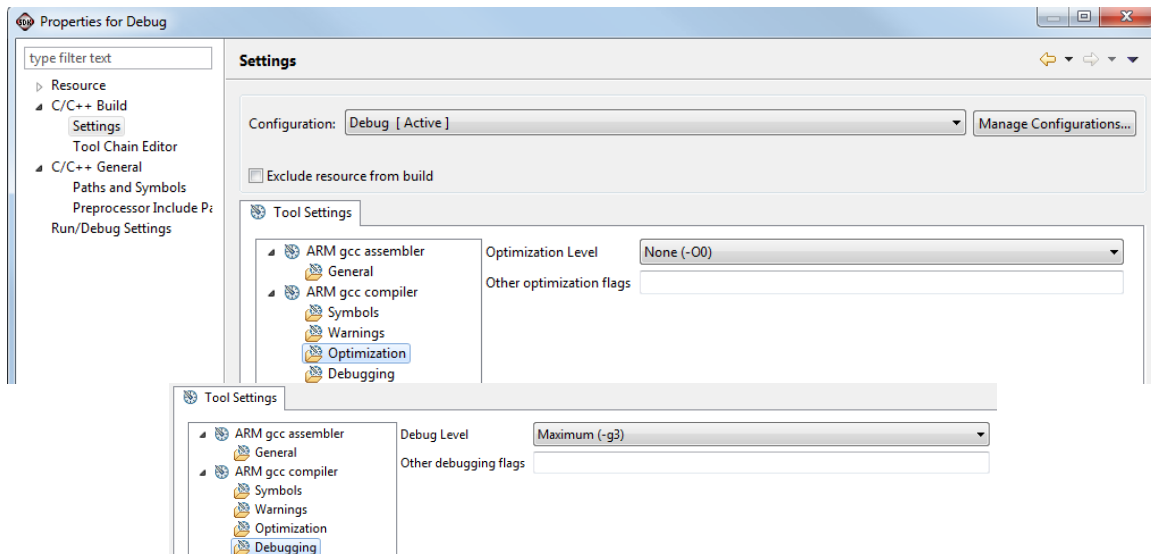 SDK Properties for Debug
type filter text
Settings
Resource
C/C++ Build
Settings
Tool Chain Editor
C/C++ General
Paths and Symbols
Preprocessor Include Pa
Run/Debug Settings
Configuration: Debug [ Active ] Manage Configurations...
Exclude resource from build
Tool Settings
ARM gcc assembler
General
ARM gcc compiler
Symbols
Warnings
Optimization
Debugging
Optimization Level None (-O0)
Other optimization flags
Tool Settings
ARM gcc assembler
General
ARM gcc compiler
Symbols
Warnings
Optimization
Debugging
Debug Level Maximum (-g3)
Other debugging flags